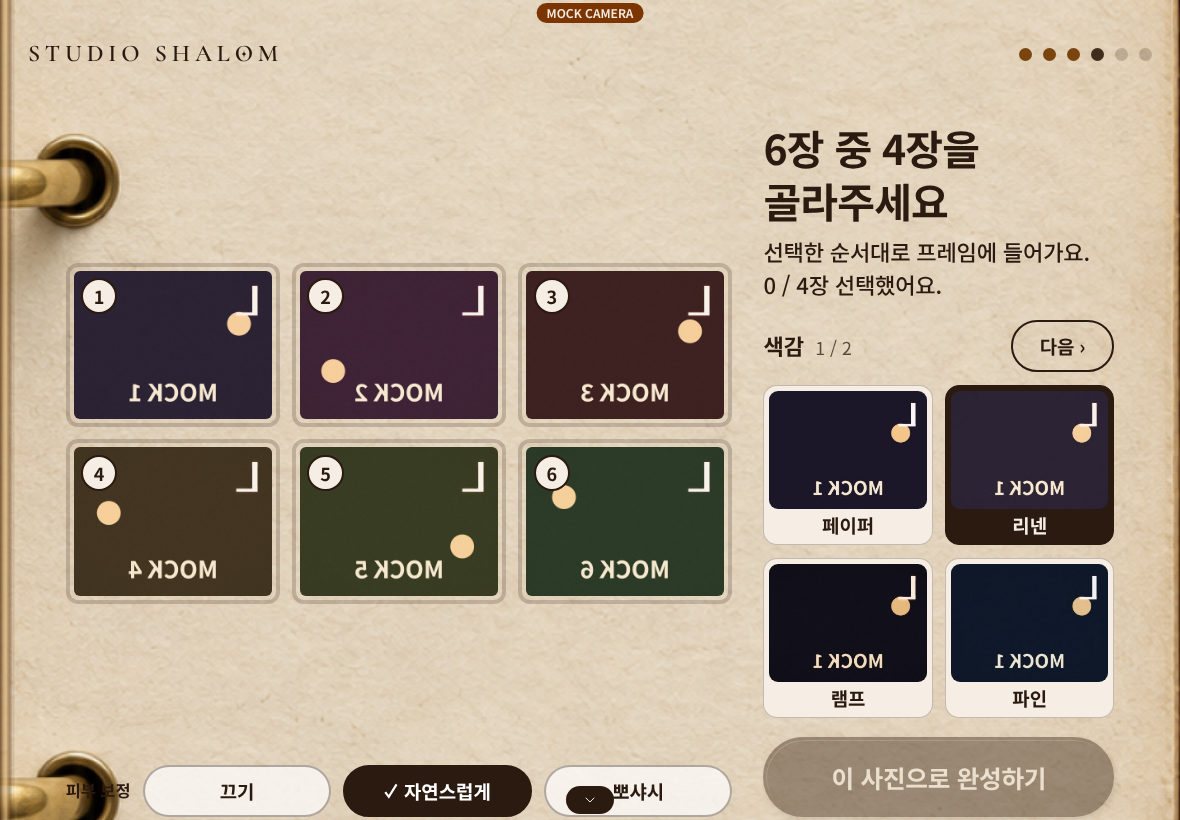 MOCK CAMERA
STUDIO SHALOM
6장 중 4장을
골라주세요
선택한 순서대로 프레임에 들어가요.
0 / 4장 선택했어요.
색감 1 / 2
다음 ›
1
MOCK 1
2
MOCK 2
3
MOCK 3
4
MOCK 4
5
MOCK 5
6
MOCK 6
MOCK 1
페이퍼
MOCK 1
리넨
MOCK 1
램프
MOCK 1
파인
피부 보정
끄기
✓ 자연스럽게
뽀샤시
이 사진으로 완성하기